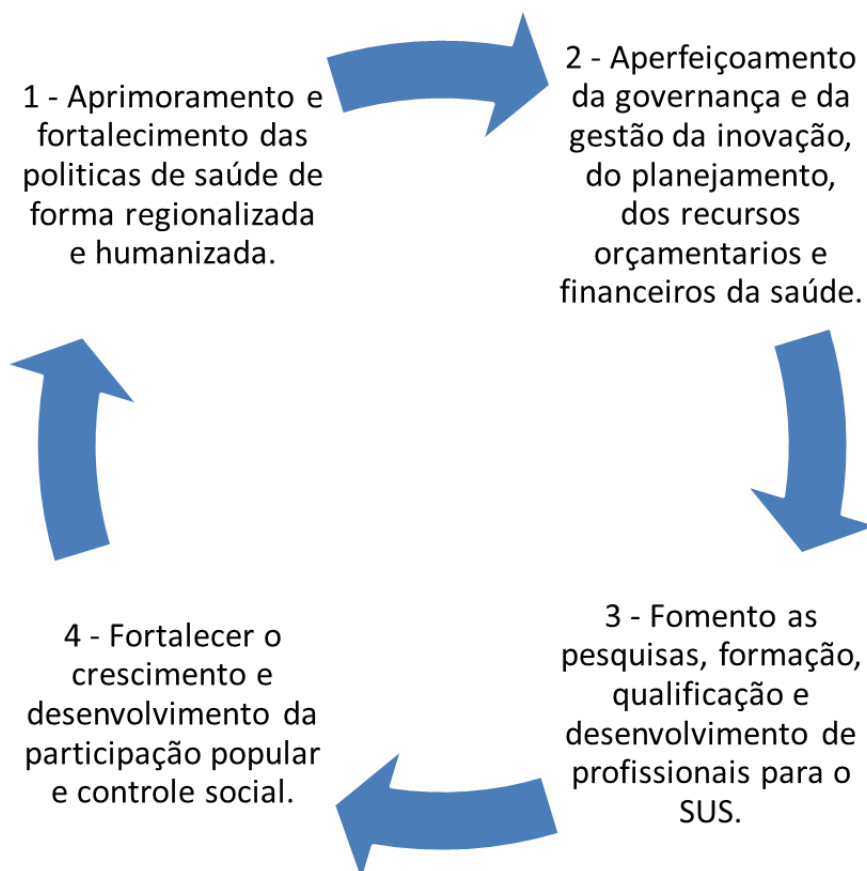 1 - Aprimoramento e
fortalecimento das
politicas de saúde de
forma regionalizada
e humanizada.
2 - Aperfeiçoamento
da governança e da
gestão da inovação,
do planejamento,
dos recursos
orçamentarios e
financeiros da saúde.
3 - Fomento as
pesquisas, formação,
qualificação e
desenvolvimento de
profissionais para o
SUS.
4 - Fortalecer o
crescimento e
desenvolvimento da
participação popular
e controle social.